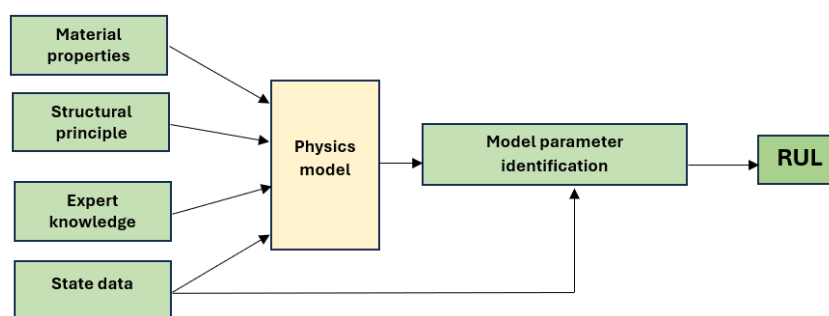 Material
properties
Structural
principle
Expert
knowledge
State data
Physics
model
Model parameter
identification
RUL